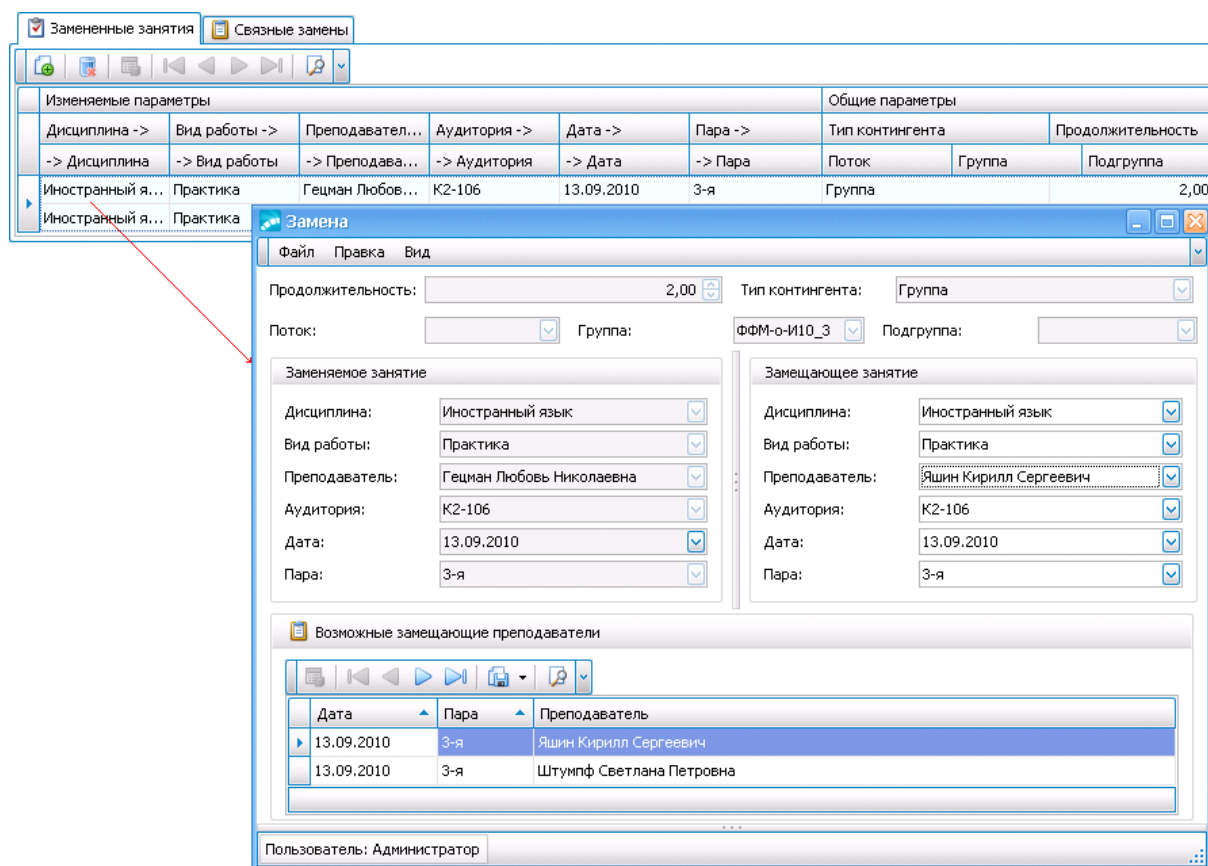 Замененные занятия Связные замены
Изменяемые параметры Общие параметры
Дисциплина -> Вид работы -> Преподавател... Аудитория -> Дата -> Пара -> Тип контингента Продолжительность
-> Дисциплина -> Вид работы -> Преподава... -> Аудитория -> Дата -> Пара Поток Группа Подгруппа
Иностранный я... Практика Гецман Любов... К2-106 13.09.2010 3-я Группа 2,00
Иностранный я... Практика
Замена
Файл Правка Вид
Продолжительность: 2,00 Тип контингента: Группа
Поток: Группа: ФФМ-о-И10_3 Подгруппа:
Заменяемое занятие Замещающее занятие
Дисциплина: Иностранный язык Дисциплина: Иностранный язык
Вид работы: Практика Вид работы: Практика
Преподаватель: Гецман Любовь Николаевна Преподаватель: Яшин Кирилл Сергеевич
Аудитория: К2-106 Аудитория: К2-106
Дата: 13.09.2010 Дата: 13.09.2010
Пара: 3-я Пара: 3-я
Возможные замещающие преподаватели
Дата Пара Преподаватель
13.09.2010 3-я Яшин Кирилл Сергеевич
13.09.2010 3-я Штумпф Светлана Петровна
Пользователь: Администратор